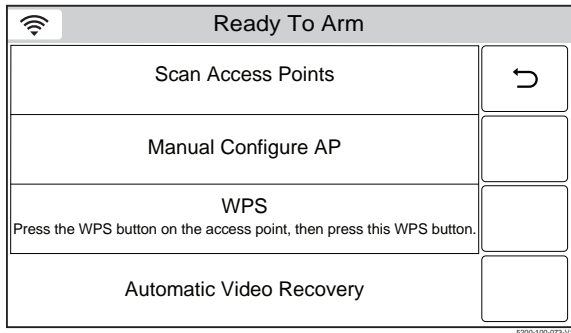 Ready To Arm
Scan Access Points
Manual Configure AP
WPS
Press the WPS button on the access point, then press this WPS button.
Automatic Video Recovery